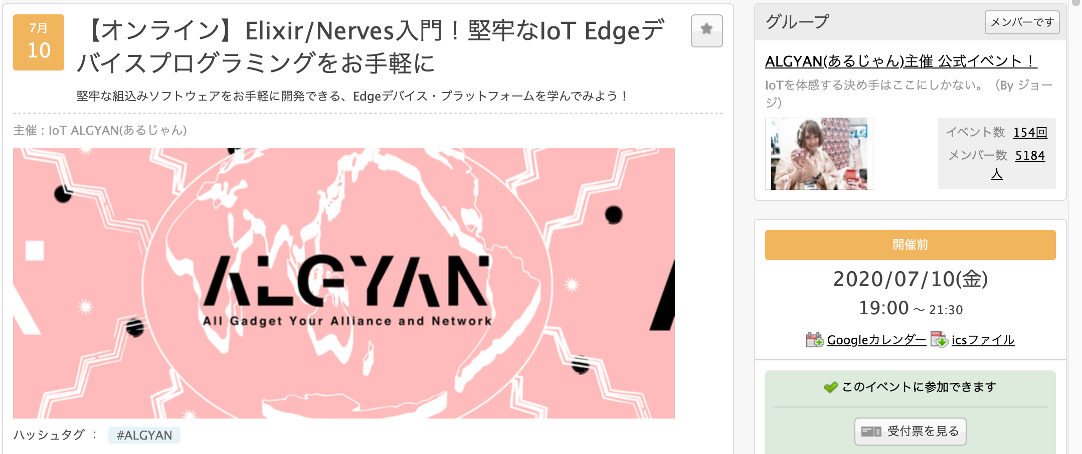 7月
10
【オンライン】Elixir/Nerves入門！堅牢なIoT Edgeデ
バイスプログラミングをお手軽に
堅牢な組込みソフトウェアをお手軽に開発できる、Edgeデバイス・プラットフォームを学んでみよう！
主催 : IoT ALGYAN(あるじゃん)
ALGYAN
All Gadget Your Alliance and Network
ハッシュタグ ： #ALGYAN
グループ
メンバーです
ALGYAN(あるじゃん)主催 公式イベント！
IoTを体感する決め手はここにしかない。（By ジョー
ジ）
イベント数 154回
メンバー数 5184
人
開催前
2020/07/10(金)
19:00 ～ 21:30
Googleカレンダー icsファイル
このイベントに参加できます
受付票を見る